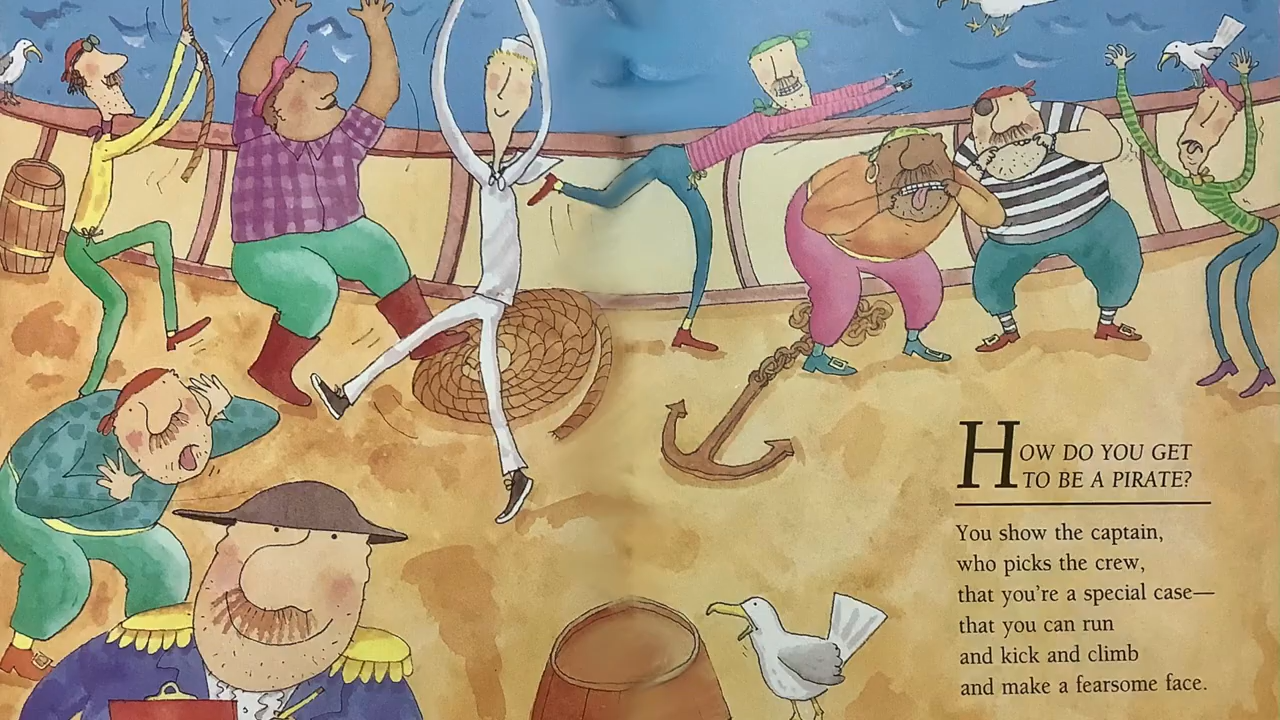 HOW DO YOU GET
TO BE A PIRATE?
You show the captain,
who picks the crew,
that you're a special case—
that you can run
and kick and climb
and make a fearsome face.